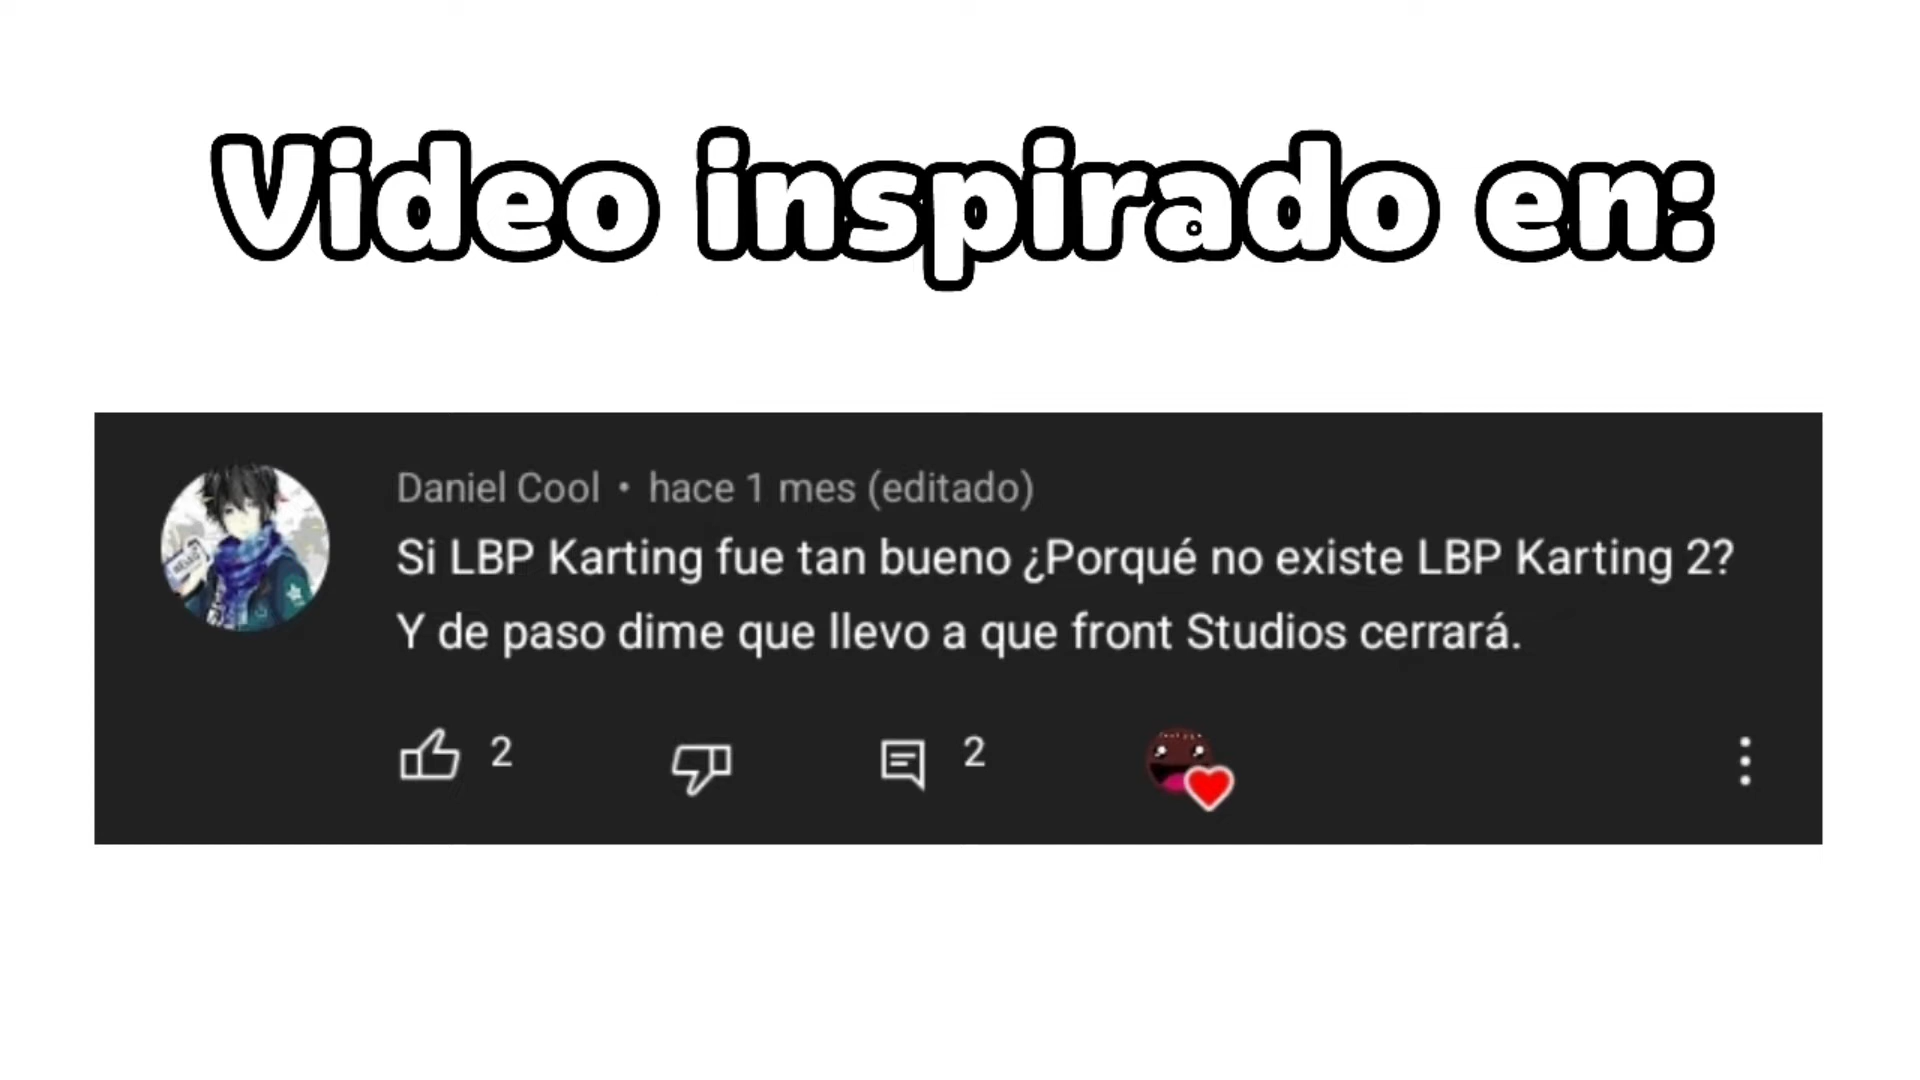 Video inspirado en:
Daniel Cool • hace 1 mes (editado)
Si LBP Karting fue tan bueno ¿Porqué no existe LBP Karting 2?
Y de paso dime que llevo a que front Studios cerrará.
2
2